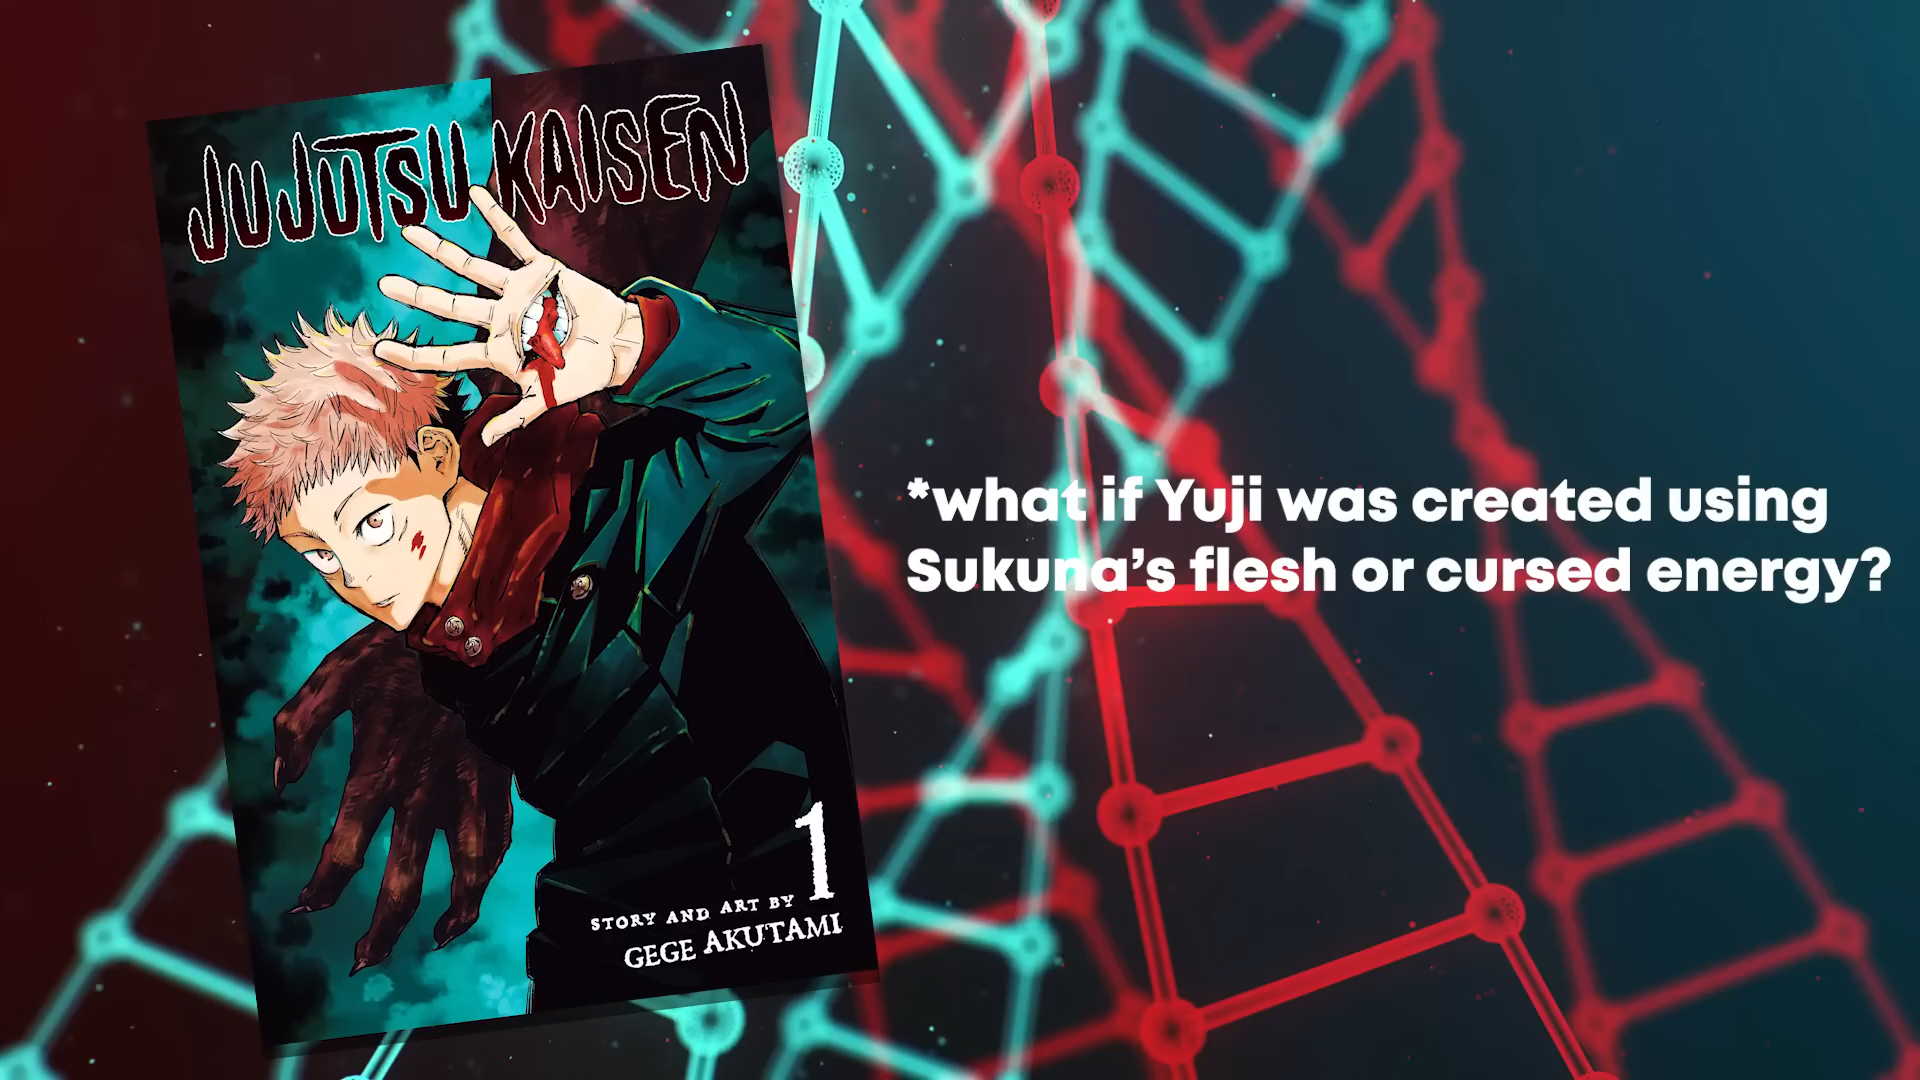 JUJUTSU KAISEN
*what if Yuji was created using
Sukuna's flesh or cursed energy?
1
STORY AND ART BY
GEGE AKUTAMI